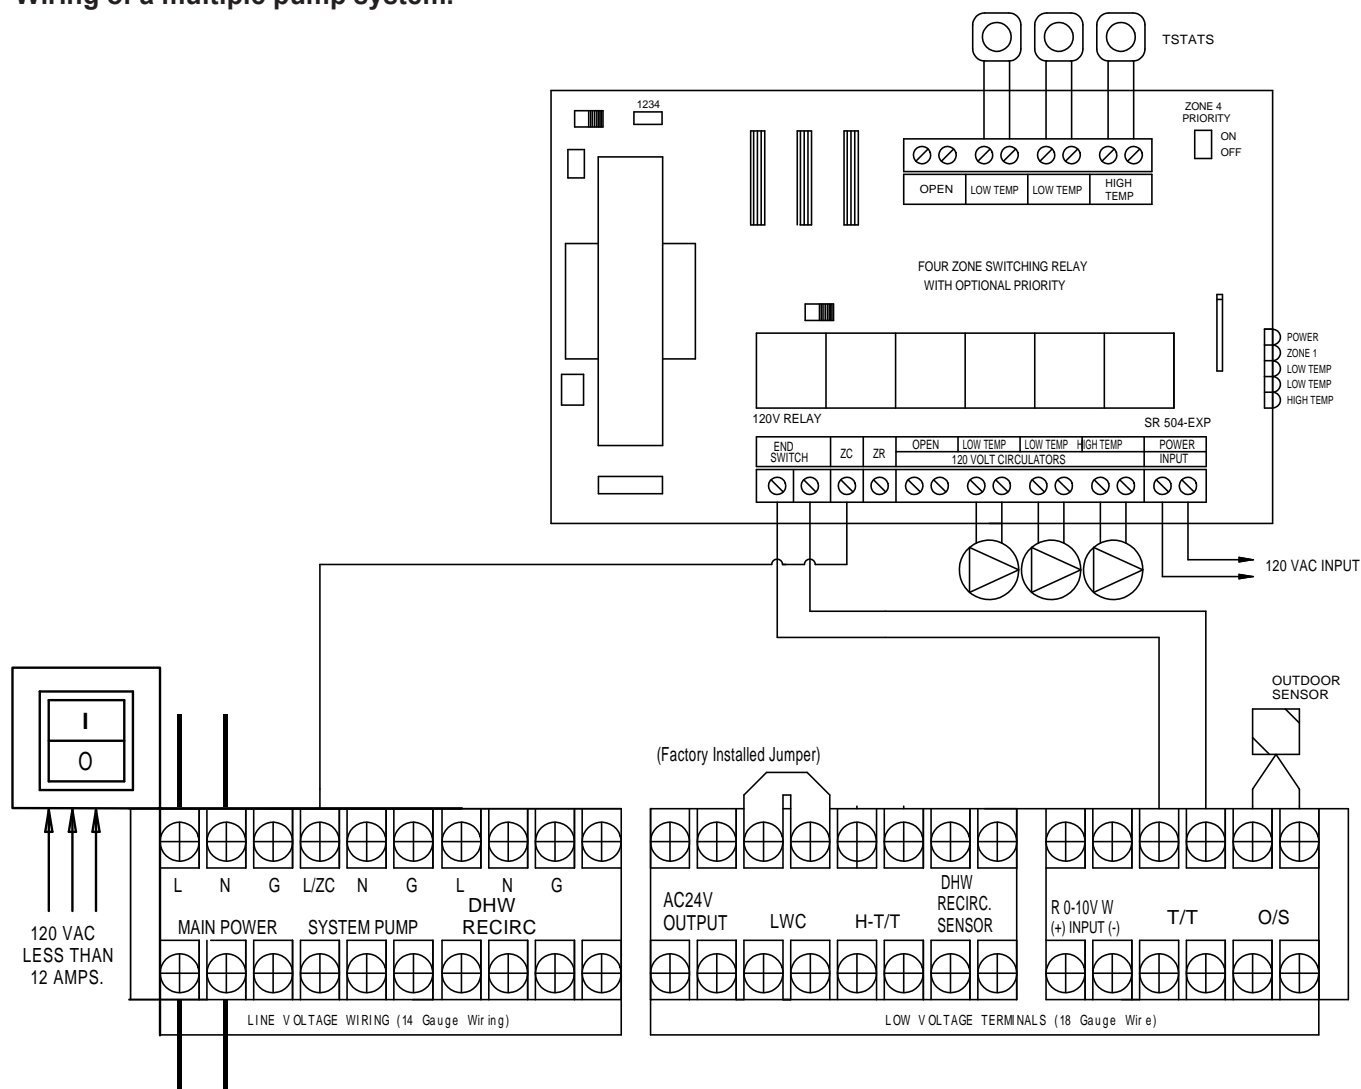 Wiring of a multiple pump system.
TSTATS
1234
ZONE 4
PRIORITY
ON
OFF
OPEN
LOW TEMP
LOW TEMP
HIGH
TEMP
FOUR ZONE SWITCHING RELAY
WITH OPTIONAL PRIORITY
POWER
ZONE 1
LOW TEMP
LOW TEMP
HIGH TEMP
120V RELAY
SR 504-EXP
END
SWITCH
ZC
ZR
OPEN
LOW TEMP
LOW TEMP
HIGH TEMP
120 VOLT CIRCULATORS
POWER
INPUT
120 VAC INPUT
OUTDOOR
SENSOR
I
O
(Factory Installed Jumper)
L N G L/ZC N G L N G
MAIN POWER
SYSTEM PUMP
DHW
RECIRC
120 VAC
LESS THAN
12 AMPS.
AC24V
OUTPUT
LWC
H-T/T
DHW
RECIRC.
SENSOR
R 0-10V W
(+) INPUT (-)
T/T
O/S
LINE VOLTAGE WIRING (14 Gauge Wiring)
LOW VOLTAGE TERMINALS (18 Gauge Wire)